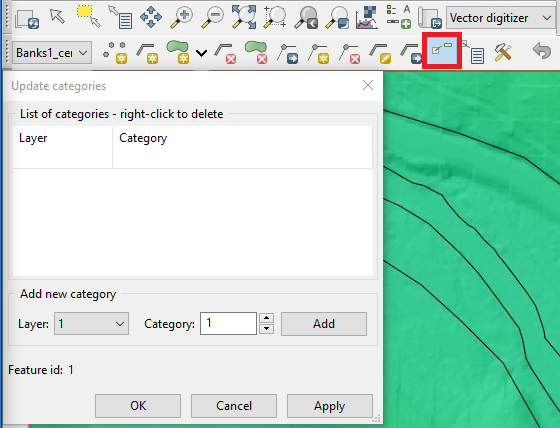 Vector digitizer
Banks1_cer
Update categories
List of categories - right-click to delete
Layer Category
Add new category
Layer: 1 Category: 1 Add
Feature id: 1
OK Cancel Apply